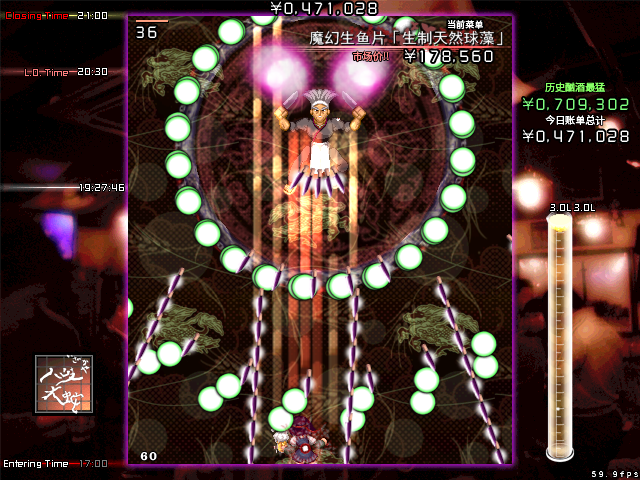 Closing Time 21:00
L.O. Time 20:30
19:27:46
Entering Time 17:00
¥0,471,028
36
当前菜单
魔幻生鱼片「生制天然球藻」
市场价!! ¥178,560
60
历史酿酒最猛
¥0,709,302
今日账单总计
¥0,471,028
3.0L 3.0L
59.9fps